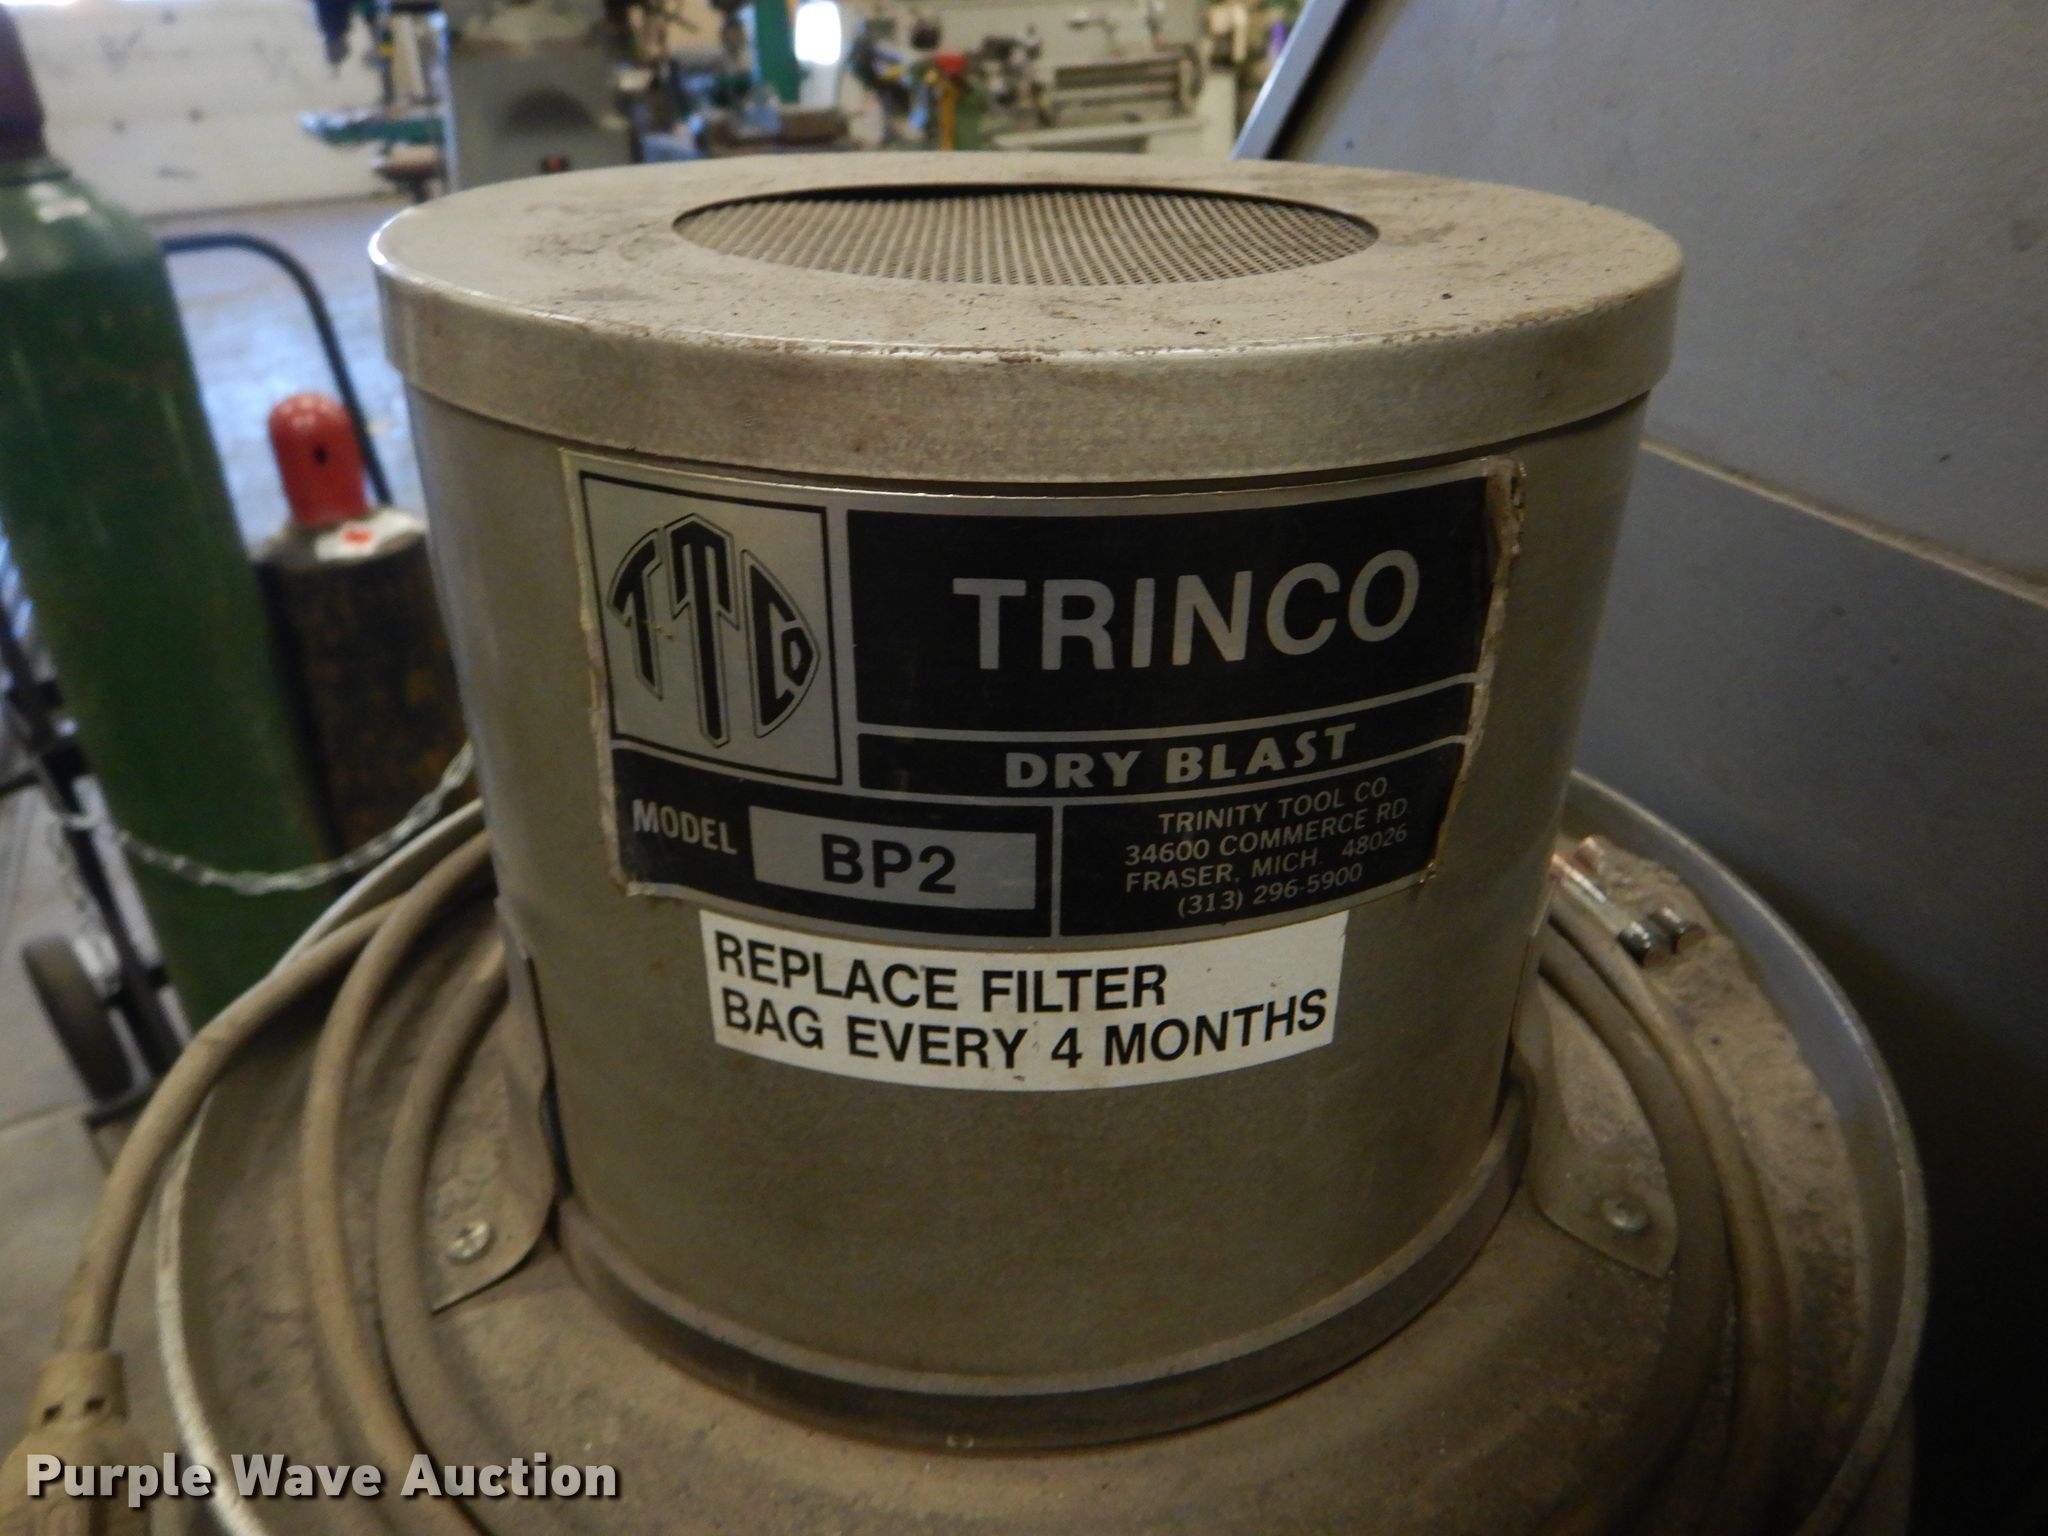 TTCO
TRINCO
DRY BLAST
MODEL BP2
TRINITY TOOL CO.
34600 COMMERCE RD.
FRASER, MICH. 48026
(313) 296-5900
REPLACE FILTER
BAG EVERY 4 MONTHS
Purple Wave Auction